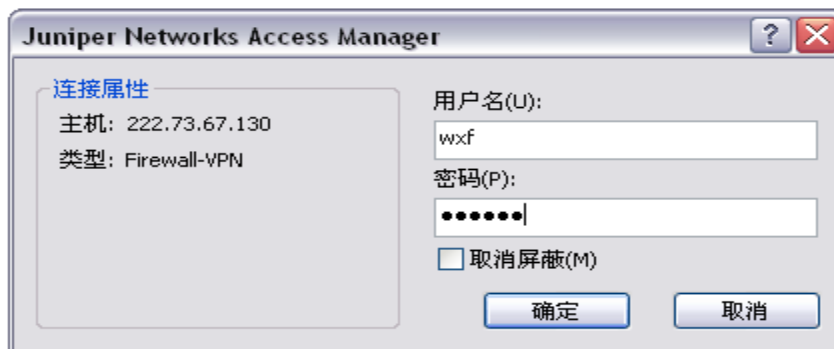 Juniper Networks Access Manager
连接属性
主机: 222.73.67.130
类型: Firewall-VPN
用户名(U):
wxf
密码(P):
●●●●●●
取消屏蔽(M)
确定
取消